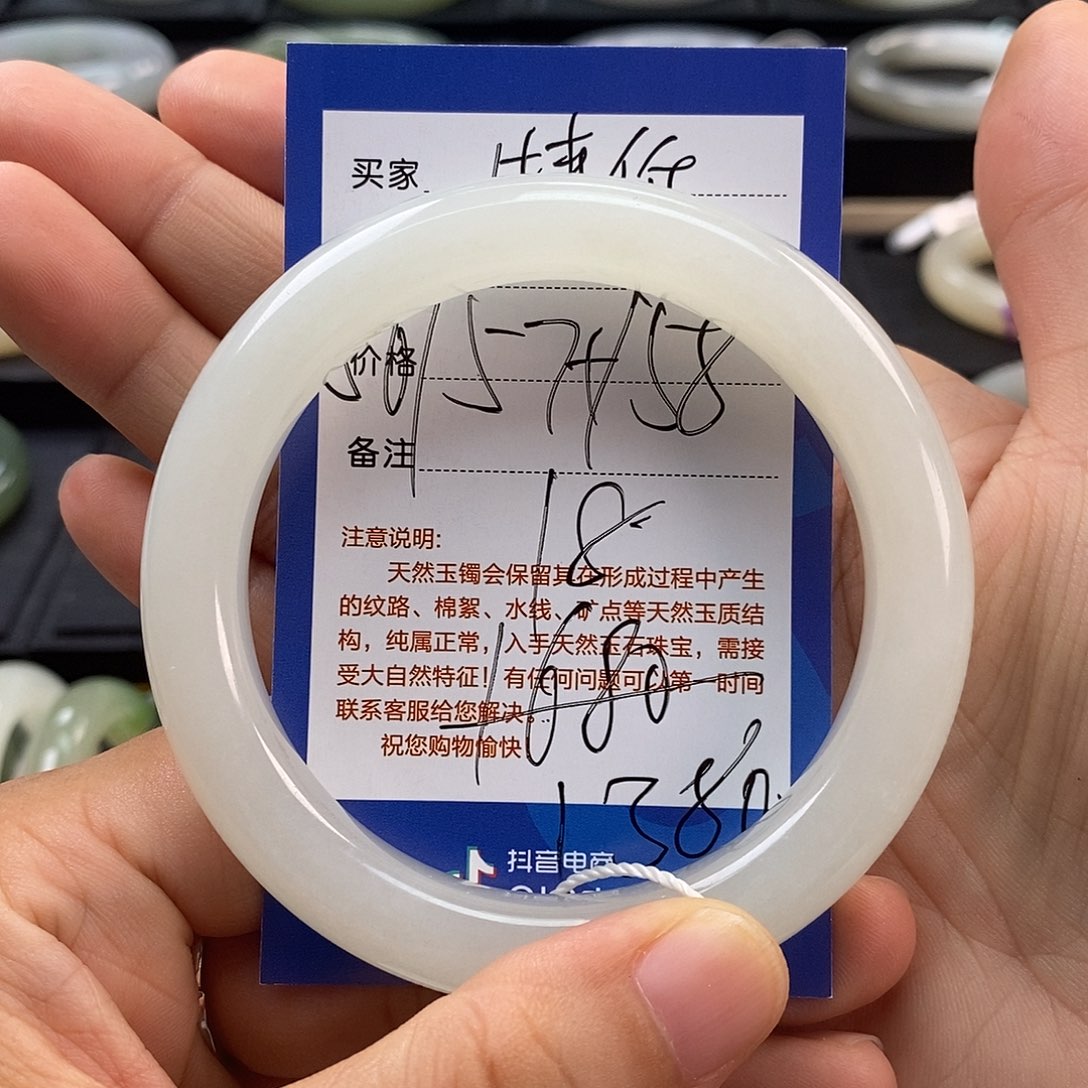 买家 特价
价格
备注
18
注意说明:
天然玉镯会保留其在形成过程中产生
的纹路、棉絮、水线、矿点等天然玉质结
构，纯属正常，入手天然玉石珠宝，需接
受大自然特征！有任何问题可以第一时间
联系客服给您解决。
祝您购物愉快
1680
1380
抖音电商